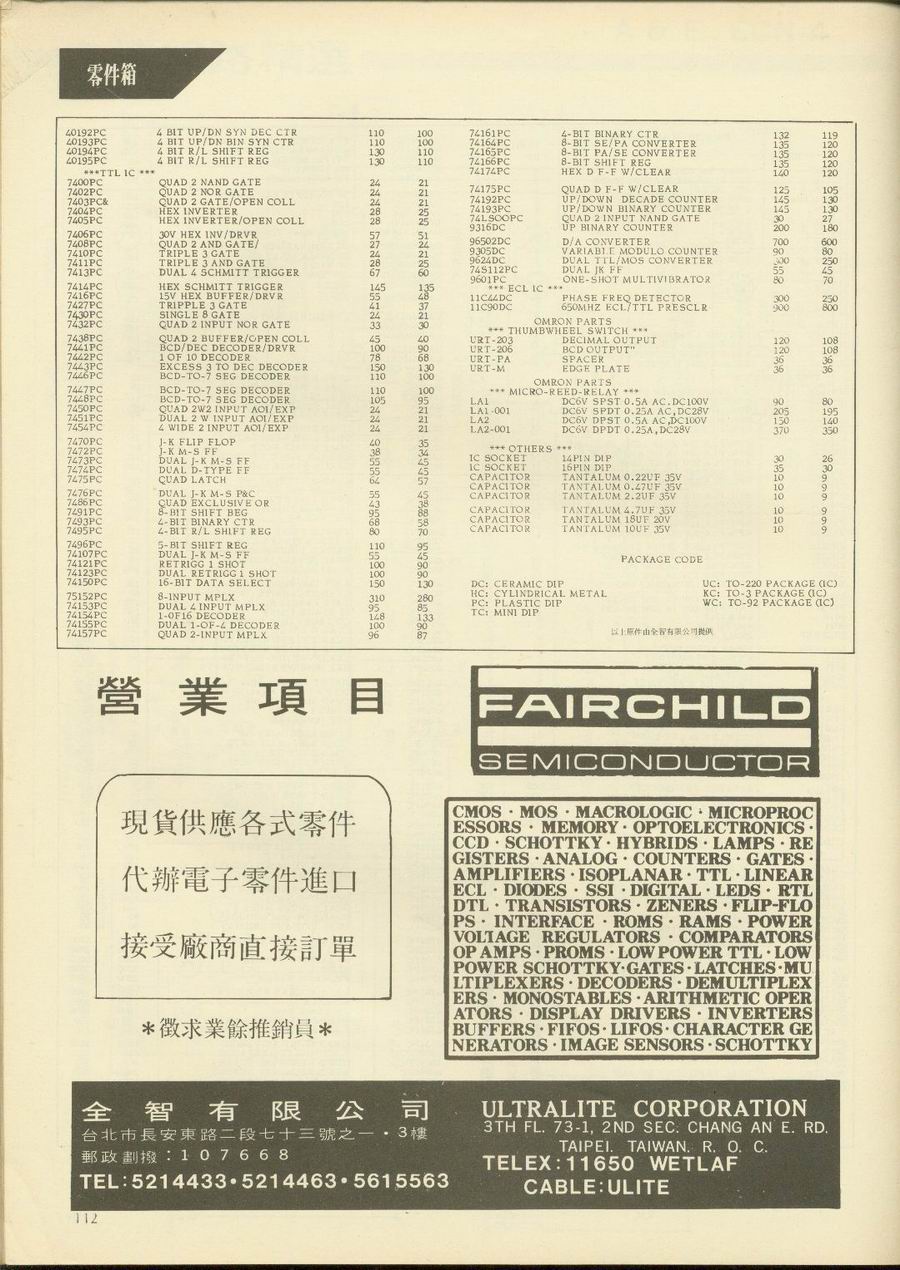 零件箱
40192PC 4 BIT UP/DN SYN DEC CTR 110 100
40193PC 4 BIT UP/DN BIN SYN CTR 110 100
40194PC 4 BIT R/L SHIFT REG 130 110
40195PC 4 BIT R/L SHIFT REG 130 110
***TTL IC ***
7400PC QUAD 2 NAND GATE 24 21
7402PC QUAD 2 NOR GATE 24 21
7403PC& QUAD 2 GATE/OPEN COLL 24 21
7404PC HEX INVERTER 28 25
7405PC HEX INVERTER/OPEN COLL 28 25
7406PC 30V HEX INV/DRVR 57 51
7408PC QUAD 2 AND GATE/ 27 24
7410PC TRIPLE 3 GATE 24 21
7411PC TRIPLE 3 AND GATE 28 25
7413PC DUAL 4 SCHMITT TRIGGER 67 60
7414PC HEX SCHMITT TRIGGER 145 135
7416PC 15V HEX BUFFER/DRVR 55 48
7427PC TRIPPLE 3 GATE 41 37
7430PC SINGLE 8 GATE 24 21
7432PC QUAD 2 INPUT NOR GATE 33 30
7438PC QUAD 2 BUFFER/OPEN COLL 45 40
7441PC BCD/DEC DECODER/DRVR 100 90
7442PC 1 OF 10 DECODER 78 68
7443PC EXCESS 3 TO DEC DECODER 150 130
7446PC BCD-TO-7 SEG DECODER 110 100
7447PC BCD-TO-7 SEG DECODER 110 100
7448PC BCD-TO-7 SEG DECODER 105 95
7450PC QUAD 2W2 INPUT AOI/EXP 24 21
7451PC DUAL 2 W INPUT AOI/EXP 24 21
7454PC 4 WIDE 2 INPUT AOI/EXP 24 21
7470PC J-K FLIP FLOP 40 35
7472PC J-K M-S FF 38 34
7473PC DUAL J-K M-S FF 55 45
7474PC DUAL D-TYPE FF 55 45
7475PC QUAD LATCH 64 57
7476PC DUAL J-K M-S P&C 55 45
7486PC QUAD EXCLUSIVE OR 43 38
7491PC 8-BIT SHIFT BEG 95 88
7493PC 4-BIT BINARY CTR 68 58
7495PC 4-BIT R/L SHIFT REG 80 70
7496PC 5-BIT SHIFT REG 110 95
74107PC DUAL J-K M-S FF 55 45
74121PC RETRIGG 1 SHOT 100 90
74123PC DUAL RETRIGG 1 SHOT 100 90
74150PC 16-BIT DATA SELECT 150 130
75152PC 8-INPUT MPLX 310 280
74153PC DUAL 4 INPUT MPLX 95 85
74154PC 1-OF16 DECODER 148 133
74155PC DUAL 1-OF-4 DECODER 100 90
74157PC QUAD 2-INPUT MPLX 96 87
74161PC 4-BIT BINARY CTR 132 119
74164PC 8-BIT SE/PA CONVERTER 135 120
74165PC 8-BIT PA/SE CONVERTER 135 120
74166PC 8-BIT SHIFT REG 135 120
74174PC HEX D F-F W/CLEAR 140 120
74175PC QUAD D F-F W/CLEAR 125 105
74192PC UP/DOWN DECADE COUNTER 145 130
74193PC UP/DOWN BINARY COUNTER 145 130
74LSOOPC QUAD 2 INPUT NAND GATE 30 27
9316DC UP BINARY COUNTER 200 180
96502DC D/A CONVERTER 700 600
9305DC VARIABLE MODULO COUNTER 90 80
9624DC DUAL TTL/MOS CONVERTER 300 250
74S112PC DUAL JK FF 55 45
9601PC ONE-SHOT MULTIVIBRATOR 80 70
*** ECL IC ***
11C44DC PHASE FREQ DETECTOR 300 250
11C90DC 650MHZ ECL/TTL PRESCLR 900 800
OMRON PARTS
*** THUMBWHEEL SWITCH ***
URT-203 DECIMAL OUTPUT 120 108
URT-206 BCD OUTPUT" 120 108
URT-PA SPACER 36 36
URT-M EDGE PLATE 36 36
OMRON PARTS
*** MICRO-REED-RELAY ***
LA1 DC6V SPST 0.5A AC.DC100V 90 80
LA1-001 DC6V SPDT 0.25A AC,DC28V 205 195
LA2 DC6V DPST 0.5A AC,DC100V 150 140
LA2-001 DC6V DPDT 0.25A,DC28V 370 350
*** OTHERS ***
IC SOCKET 14PIN DIP 30 26
IC SOCKET 16PIN DIP 35 30
CAPACITOR TANTALUM 0.22UF 35V 10 9
CAPACITOR TANTALUM 0.47UF 35V 10 9
CAPACITOR TANTALUM 2.2UF 35V 10 9
CAPACITOR TANTALUM 4.7UF 35V 10 9
CAPACITOR TANTALUM 18UF 20V 10 9
CAPACITOR TANTALUM 10UF 35V 10 9
PACKAGE CODE
DC: CERAMIC DIP UC: TO-220 PACKAGE (IC)
HC: CYLINDRICAL METAL KC: TO-3 PACKAGE (IC)
PC: PLASTIC DIP WC: TO-92 PACKAGE (IC)
TC: MINI DIP
以上原件由全智有限公司提供
營業項目
現貨供應各式零件
代辦電子零件進口
接受廠商直接訂單
*徵求業餘推銷員*
FAIRCHILD
SEMICONDUCTOR
CMOS · MOS · MACROLOGIC · MICROPROC
ESSORS · MEMORY · OPTOELECTRONICS ·
CCD · SCHOTTKY · HYBRIDS · LAMPS · RE
GISTERS · ANALOG · COUNTERS · GATES ·
AMPLIFIERS · ISOPLANAR · TTL · LINEAR
ECL · DIODES · SSI · DIGITAL · LEDS · RTL
DTL · TRANSISTORS · ZENERS · FLIP-FLO
PS · INTERFACE · ROMS · RAMS · POWER
VOLTAGE REGULATORS · COMPARATORS
OP AMPS · PROMS · LOW POWER TTL · LOW
POWER SCHOTTKY·GATES·LATCHES·MU
LTIPLEXERS · DECODERS · DEMULTIPLEX
ERS · MONOSTABLES · ARITHMETIC OPER
ATORS · DISPLAY DRIVERS · INVERTERS
BUFFERS · FIFOS · LIFOS · CHARACTER GE
NERATORS · IMAGE SENSORS · SCHOTTKY
全智有限公司
台北市長安東路二段七十三號之一·3樓
郵政劃撥：107668
TEL:5214433·5214463·5615563
ULTRALITE CORPORATION
3TH FL. 73-1, 2ND SEC. CHANG AN E. RD.
TAIPEI. TAIWAN. R. O. C.
TELEX:11650 WETLAF
CABLE:ULITE
112